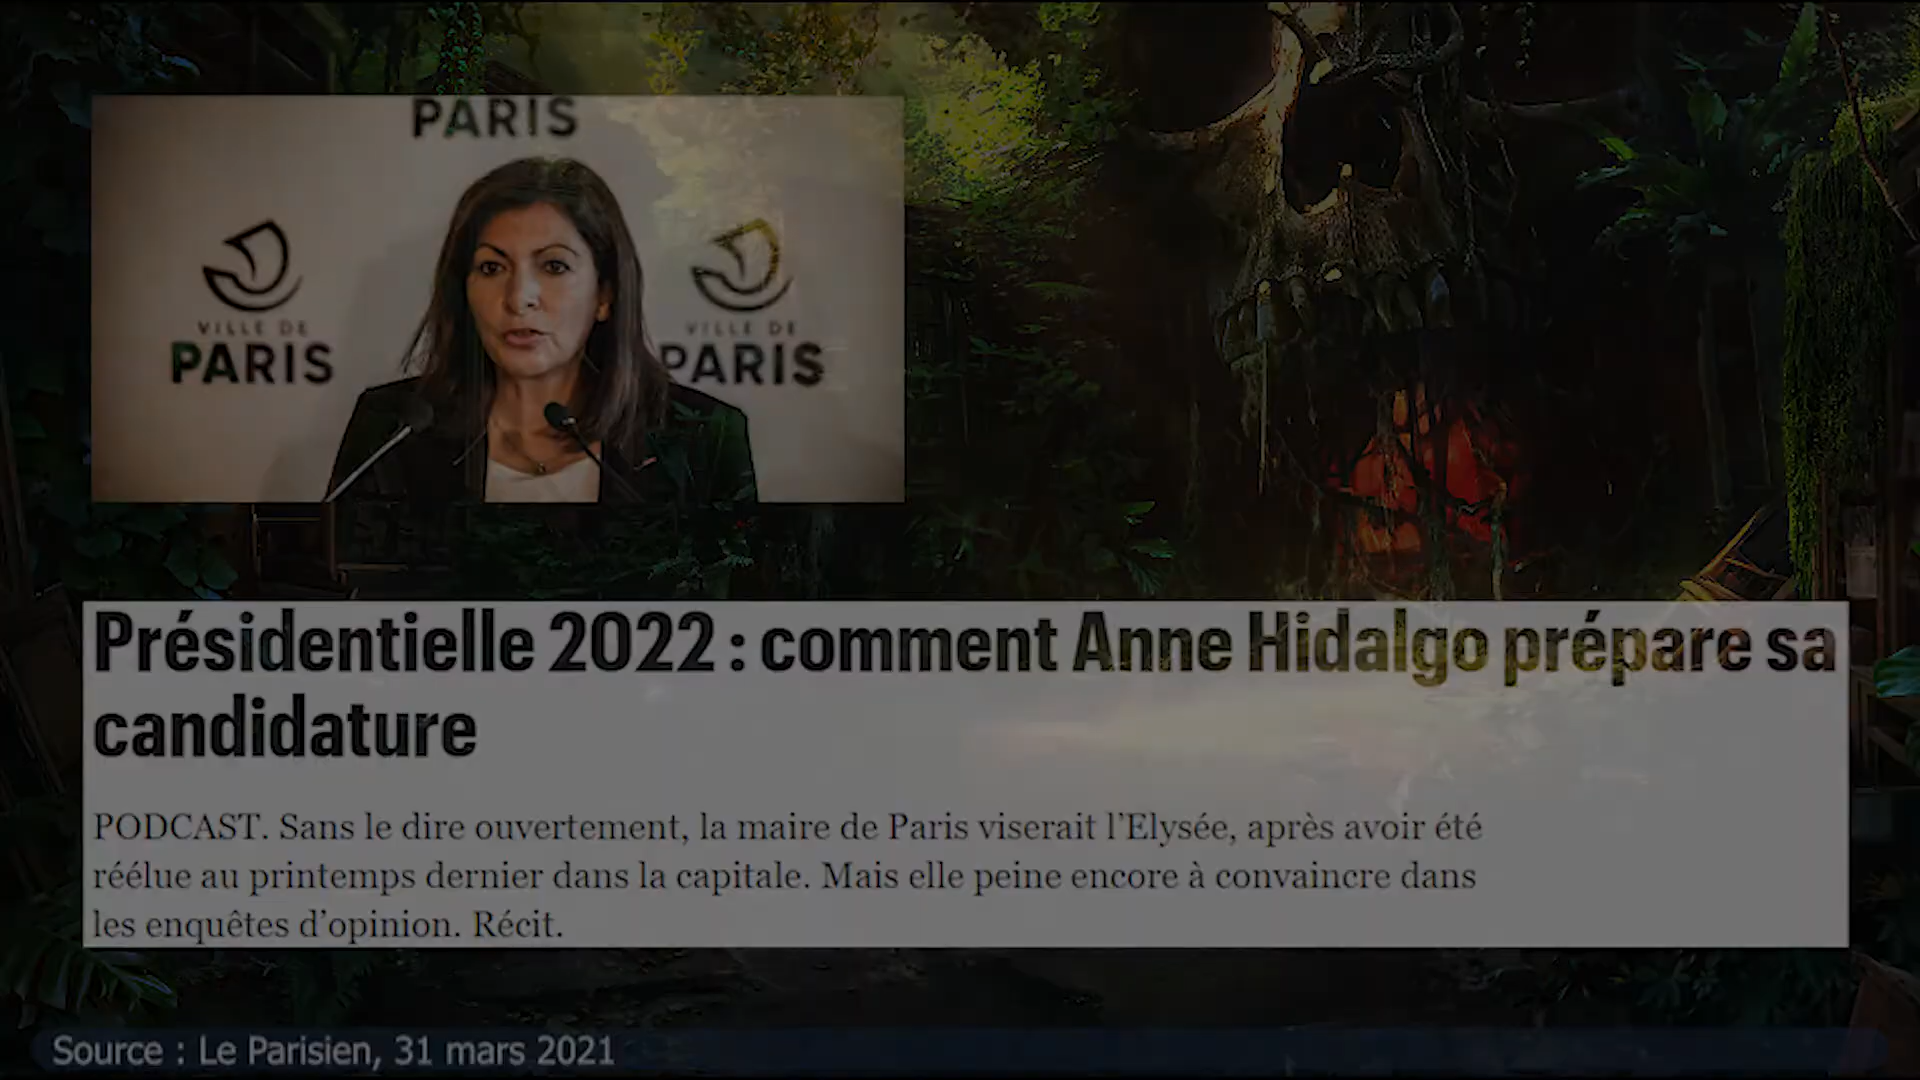 PARIS
VILLE DE
PARIS
VILLE DE
PARIS
Présidentielle 2022 : comment Anne Hidalgo prépare sa
candidature
PODCAST. Sans le dire ouvertement, la maire de Paris viserait l’Elysée, après avoir été
réélue au printemps dernier dans la capitale. Mais elle peine encore à convaincre dans
les enquêtes d’opinion. Récit.
Source : Le Parisien, 31 mars 2021